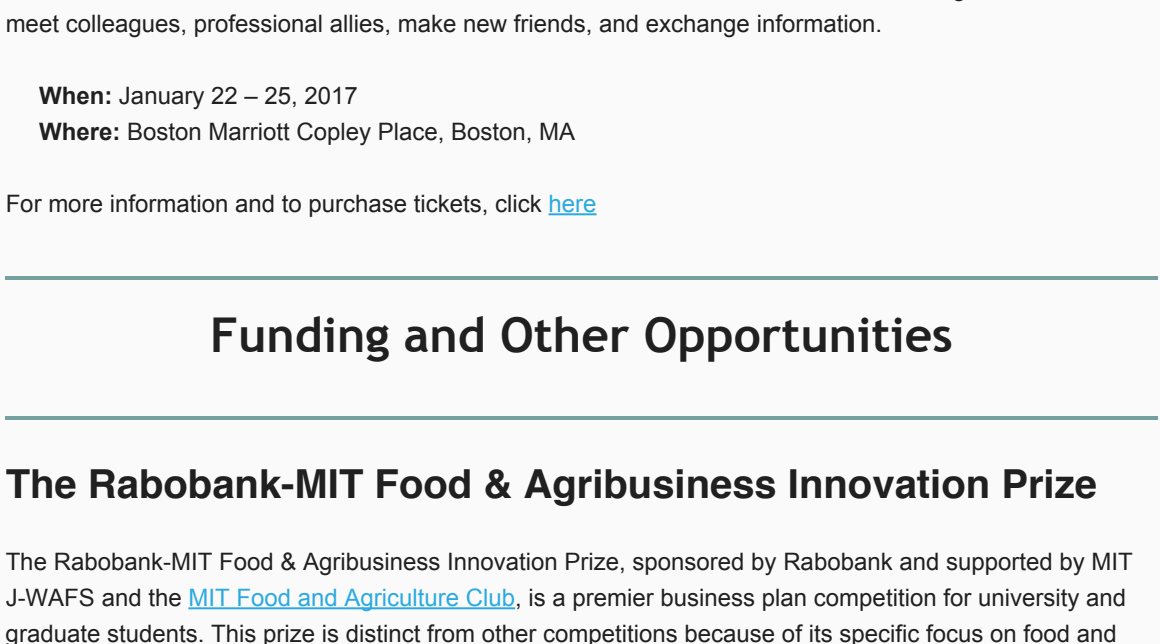 meet colleagues, professional allies, make new friends, and exchange information.
When: January 22 – 25, 2017
Where: Boston Marriott Copley Place, Boston, MA
For more information and to purchase tickets, click here
Funding and Other Opportunities
The Rabobank-MIT Food & Agribusiness Innovation Prize
The Rabobank-MIT Food & Agribusiness Innovation Prize, sponsored by Rabobank and supported by MIT
J-WAFS and the MIT Food and Agriculture Club, is a premier business plan competition for university and
graduate students. This prize is distinct from other competitions because of its specific focus on food and